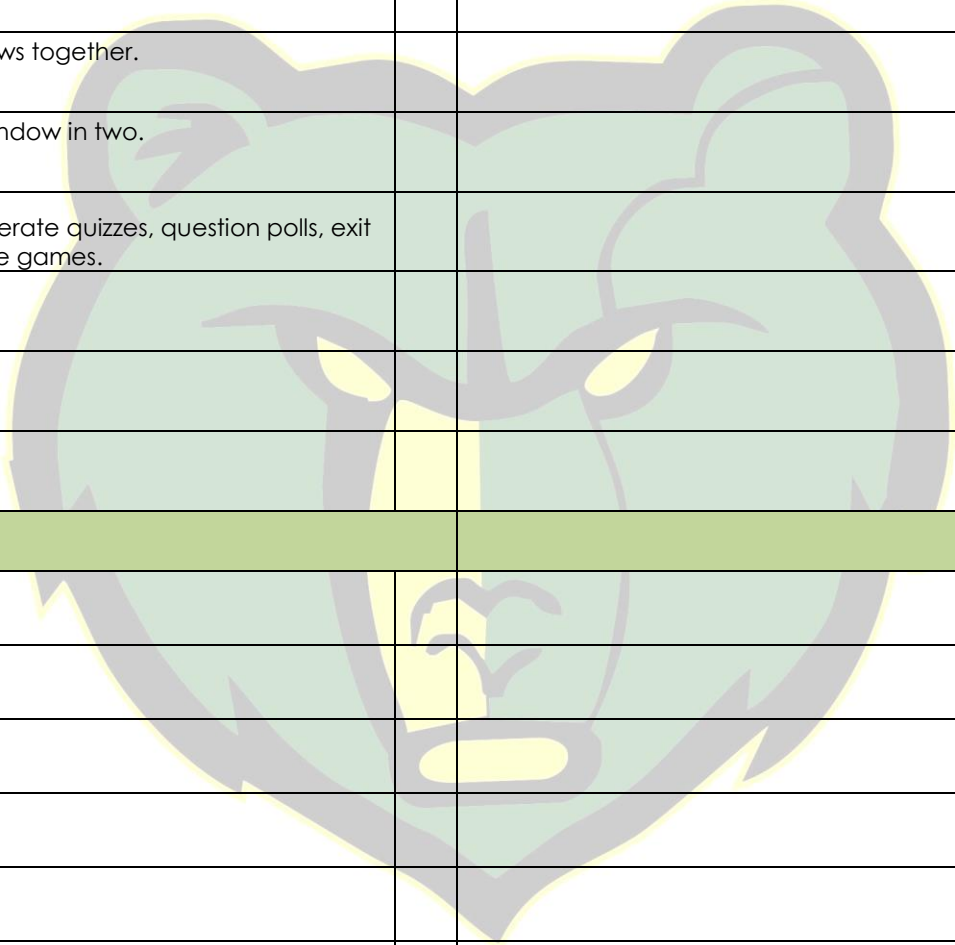 ws together.
ndow in two.
erate quizzes, question polls, exit
e games.